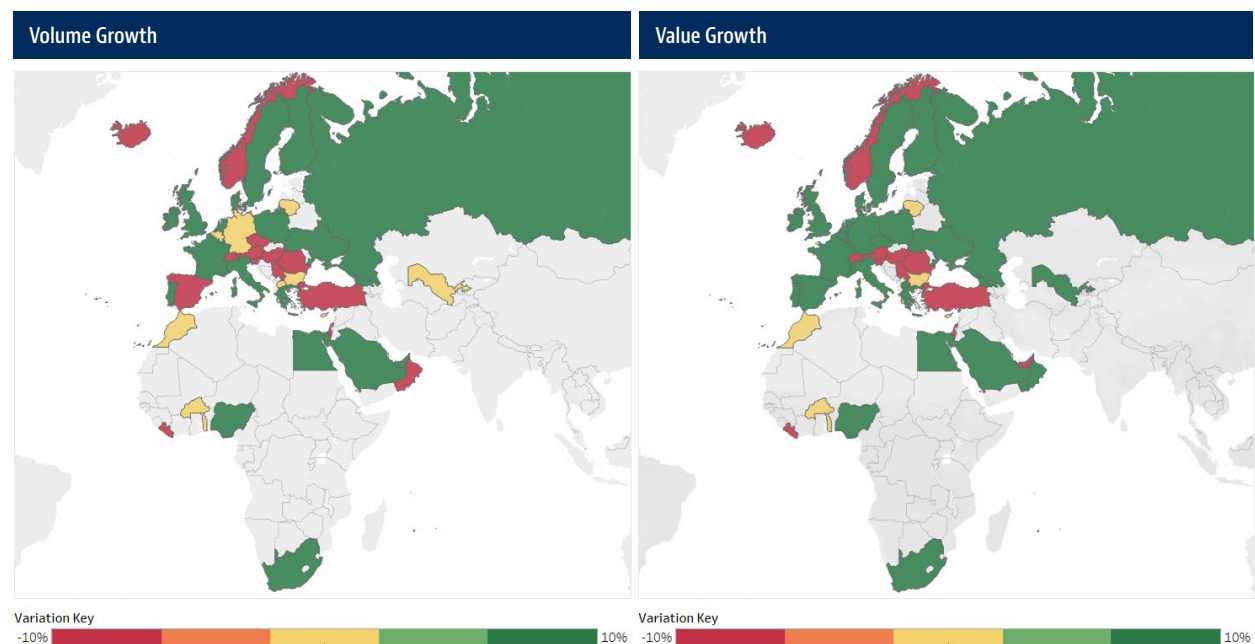 Volume Growth
Value Growth
Variation Key
-10%
10%
Variation Key
-10%
10%